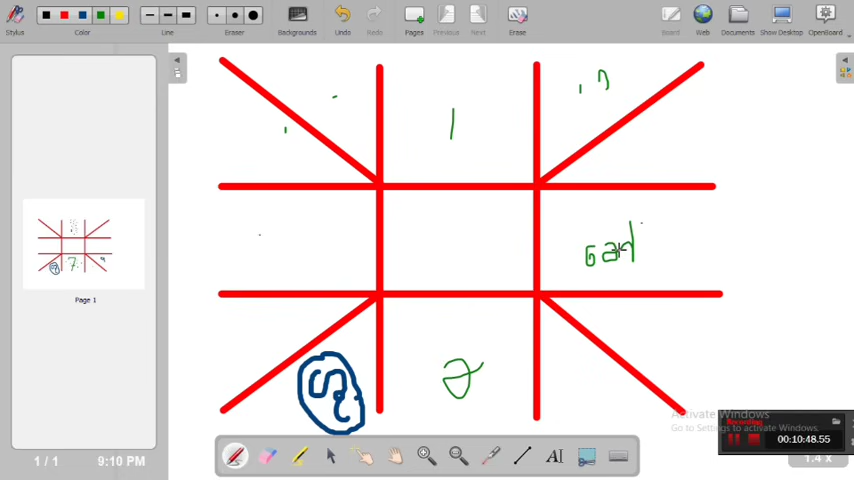 Stylus
Color
Line
Eraser
Backgrounds
Undo
Redo
Pages
Previous
Next
Erase
Board
Web
Documents
Show Desktop
OpenBoard
1
Page 1
7
Activate Windows
Go to Settings to activate Windows.
Recording
00:10:48.55
1 / 1
9:10 PM
1.4 x